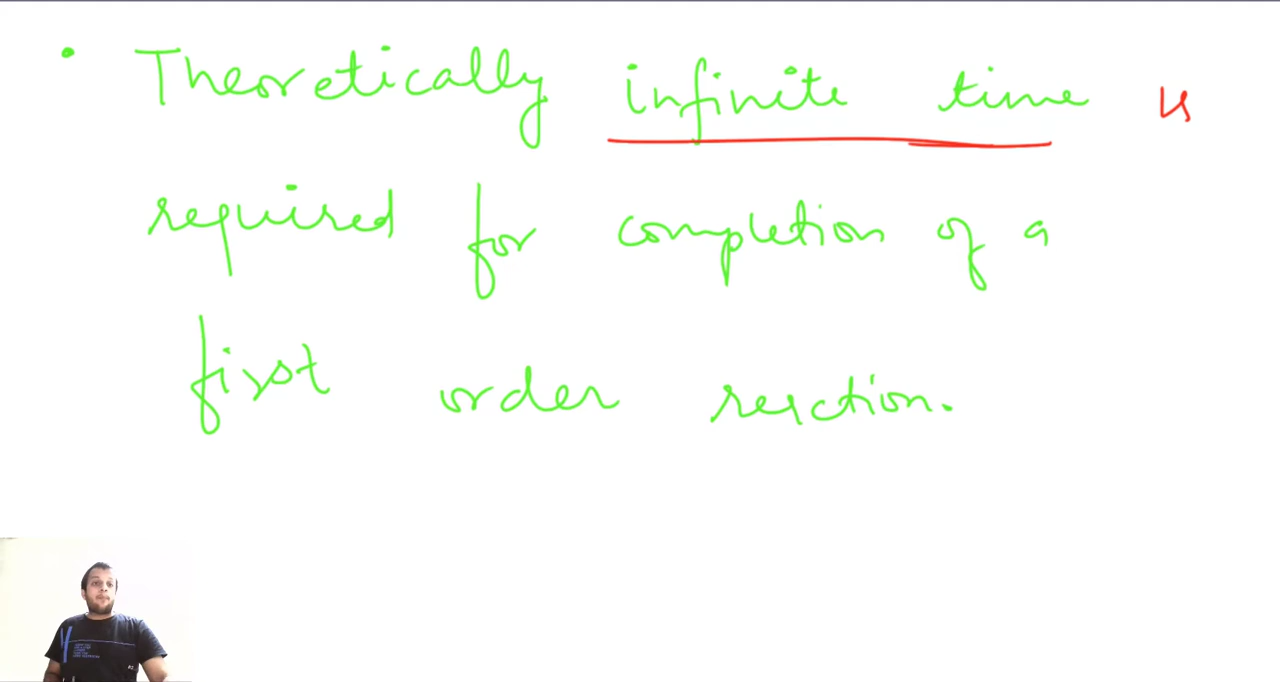 • Theoretically infinite time is
required for completion of a
first order reaction.